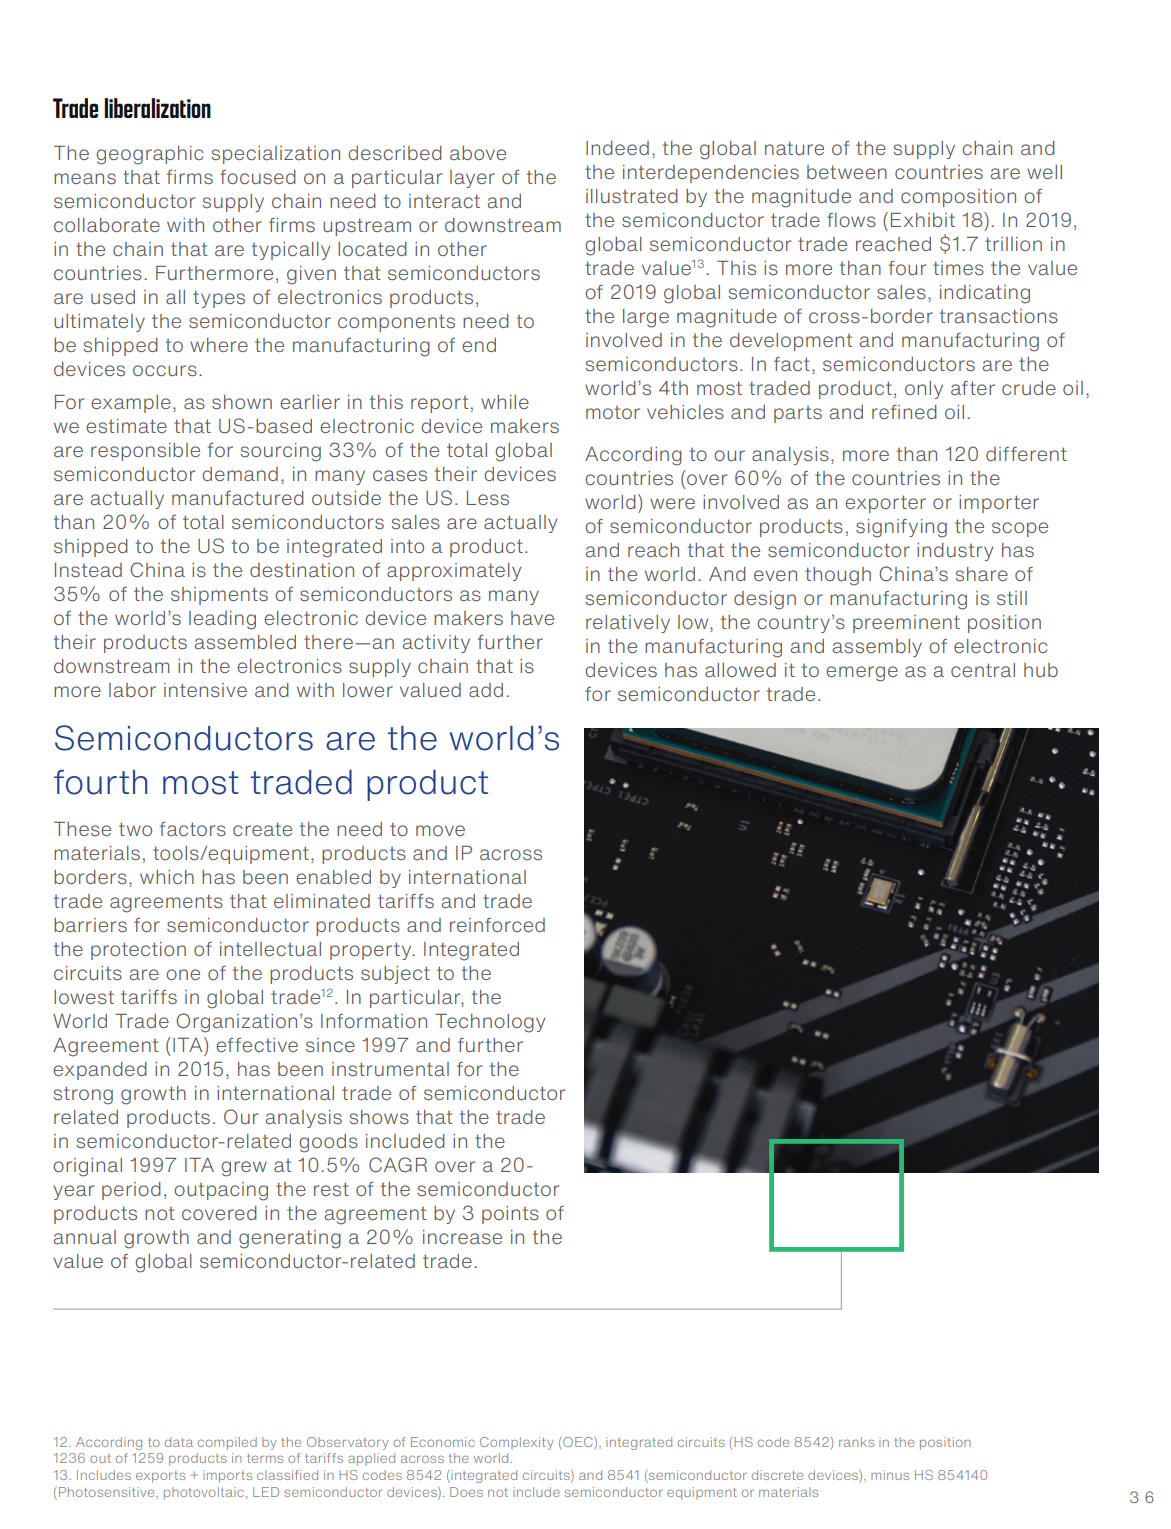 Trade liberalization
The geographic specialization described above
means that firms focused on a particular layer of the
semiconductor supply chain need to interact and
collaborate with other firms upstream or downstream
in the chain that are typically located in other
countries. Furthermore, given that semiconductors
are used in all types of electronics products,
ultimately the semiconductor components need to
be shipped to where the manufacturing of end
devices occurs.
For example, as shown earlier in this report, while
we estimate that US-based electronic device makers
are responsible for sourcing 33% of the total global
semiconductor demand, in many cases their devices
are actually manufactured outside the US. Less
than 20% of total semiconductors sales are actually
shipped to the US to be integrated into a product.
Instead China is the destination of approximately
35% of the shipments of semiconductors as many
of the world's leading electronic device makers have
their products assembled there—an activity further
downstream in the electronics supply chain that is
more labor intensive and with lower valued add.
Semiconductors are the world's
fourth most traded product
These two factors create the need to move
materials, tools/equipment, products and IP across
borders, which has been enabled by international
trade agreements that eliminated tariffs and trade
barriers for semiconductor products and reinforced
the protection of intellectual property. Integrated
circuits are one of the products subject to the
lowest tariffs in global trade12. In particular, the
World Trade Organization's Information Technology
Agreement (ITA) effective since 1997 and further
expanded in 2015, has been instrumental for the
strong growth in international trade of semiconductor
related products. Our analysis shows that the trade
in semiconductor-related goods included in the
original 1997 ITA grew at 10.5% CAGR over a 20-
year period, outpacing the rest of the semiconductor
products not covered in the agreement by 3 points of
annual growth and generating a 20% increase in the
value of global semiconductor-related trade.
Indeed, the global nature of the supply chain and
the interdependencies between countries are well
illustrated by the magnitude and composition of
the semiconductor trade flows (Exhibit 18). In 2019,
global semiconductor trade reached $1.7 trillion in
trade value13. This is more than four times the value
of 2019 global semiconductor sales, indicating
the large magnitude of cross-border transactions
involved in the development and manufacturing of
semiconductors. In fact, semiconductors are the
world's 4th most traded product, only after crude oil,
motor vehicles and parts and refined oil.
According to our analysis, more than 120 different
countries (over 60% of the countries in the
world) were involved as an exporter or importer
of semiconductor products, signifying the scope
and reach that the semiconductor industry has
in the world. And even though China's share of
semiconductor design or manufacturing is still
relatively low, the country's preeminent position
in the manufacturing and assembly of electronic
devices has allowed it to emerge as a central hub
for semiconductor trade.
12. According to data compiled by the Observatory of Economic Complexity (OEC), integrated circuits (HS code 8542) ranks in the position
1236 out of 1259 products in terms of tariffs applied across the world.
13. Includes exports + imports classified in HS codes 8542 (integrated circuits) and 8541 (semiconductor discrete devices), minus HS 854140
(Photosensitive, photovoltaic, LED semiconductor devices). Does not include semiconductor equipment or materials
36